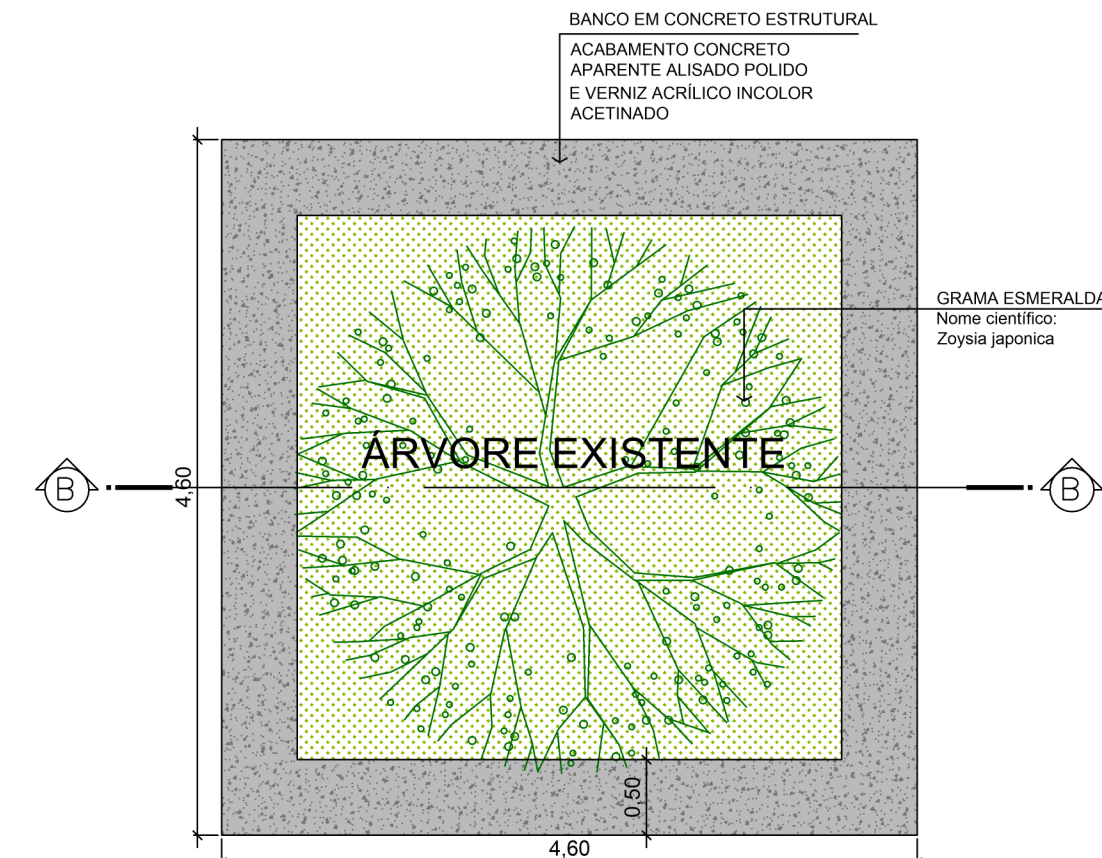 BANCO EM CONCRETO ESTRUTURAL
ACABAMENTO CONCRETO
APARENTE ALISADO POLIDO
E VERNIZ ACRÍLICO INCOLOR
ACETINADO
GRAMA ESMERALDA
Nome científico:
Zoysia japonica
ÁRVORE EXISTENTE
B
4,60
B
0,50
4,60